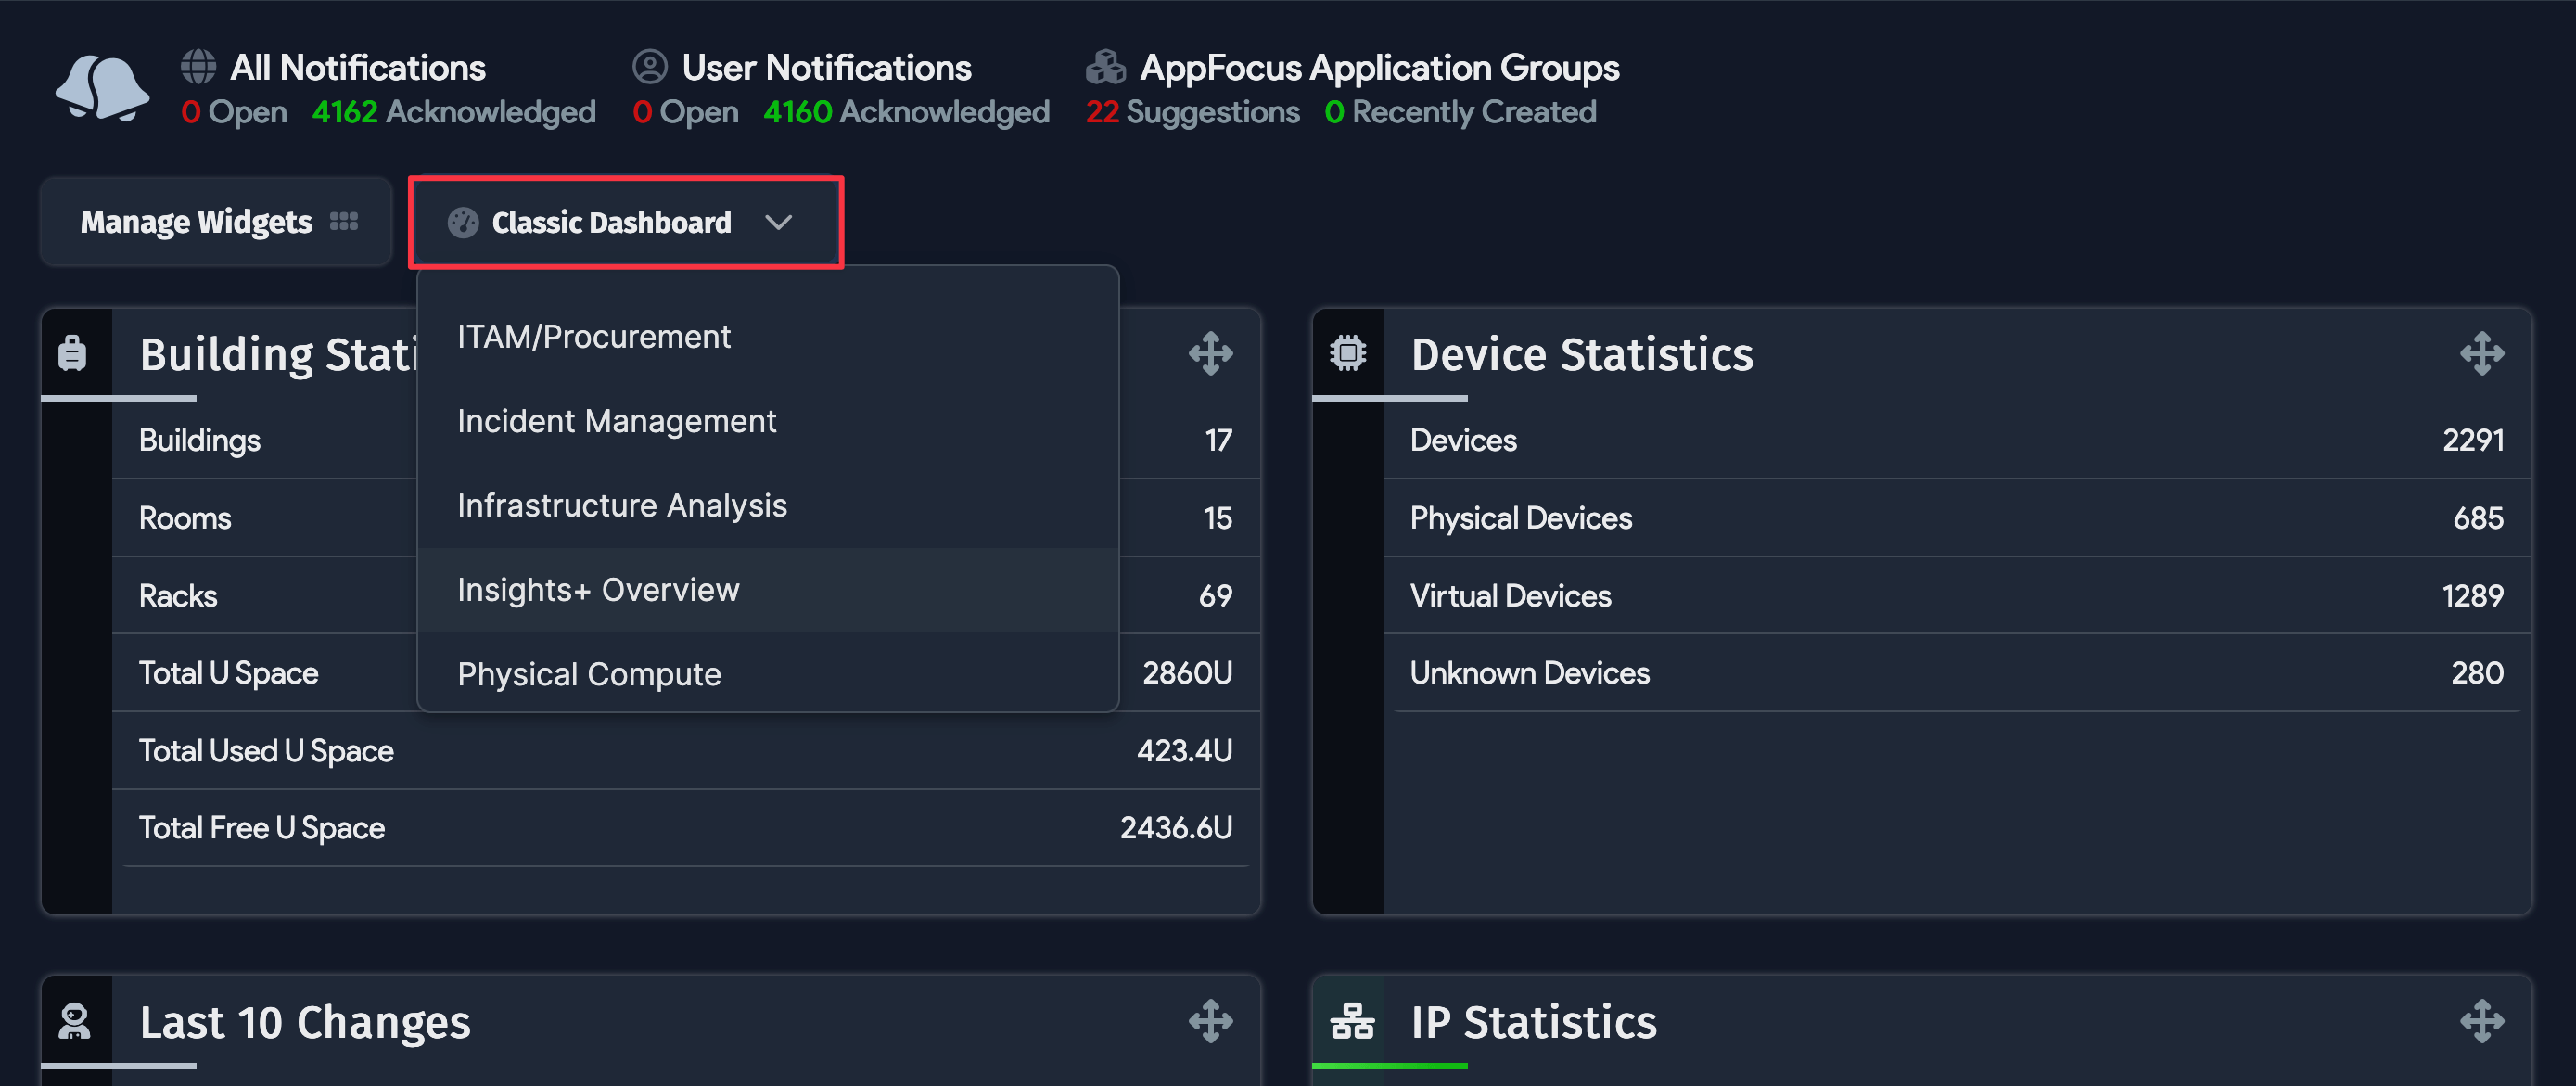 All Notifications
0 Open 4162 Acknowledged
User Notifications
0 Open 4160 Acknowledged
AppFocus Application Groups
22 Suggestions 0 Recently Created
Manage Widgets
Classic Dashboard
ITAM/Procurement
Incident Management
Infrastructure Analysis
Insights+ Overview
Physical Compute
Building Stati
Buildings 17
Rooms 15
Racks 69
Total U Space 2860U
Total Used U Space 423.4U
Total Free U Space 2436.6U
Device Statistics
Devices 2291
Physical Devices 685
Virtual Devices 1289
Unknown Devices 280
Last 10 Changes
IP Statistics